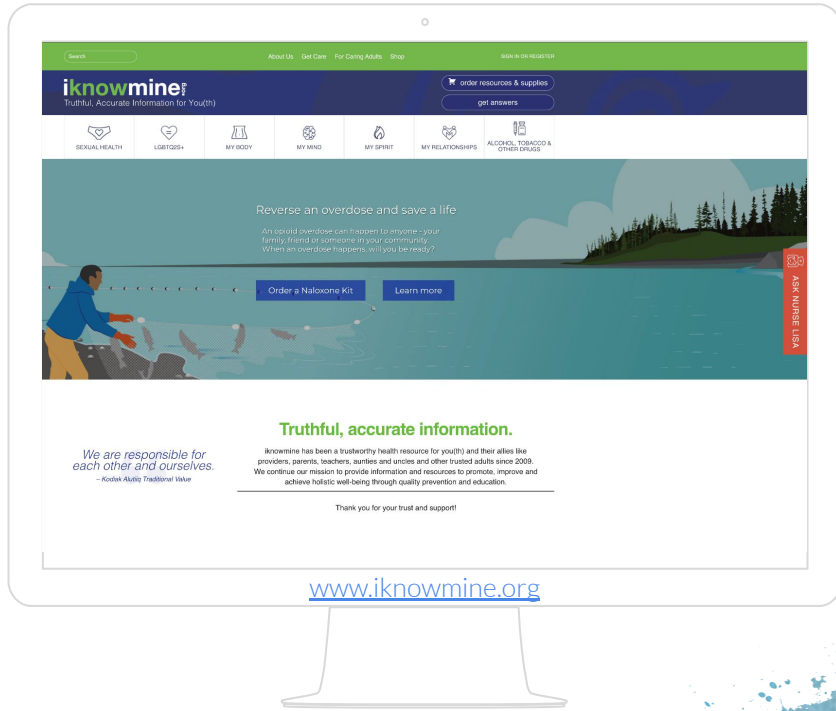 Search
About Us Get Care For Caring Adults Shop
SIGN IN OR REGISTER
iknowmine
Truthful, Accurate Information for You(th)
order resources & supplies
get answers
SEXUAL HEALTH
LGBTQ2S+
MY BODY
MY MIND
MY SPIRIT
MY RELATIONSHIPS
ALCOHOL, TOBACCO &
OTHER DRUGS
Reverse an overdose and save a life
An opioid overdose can happen to anyone - your
family, friend or someone in your community.
When an overdose happens, will you be ready?
Order a Naloxone Kit
Learn more
ASK NURSE LISA
We are responsible for
each other and ourselves.
– Kodiak Alutiiq Traditional Value
Truthful, accurate information.
iknowmine has been a trustworthy health resource for you(th) and their allies like
providers, parents, teachers, aunties and uncles and other trusted adults since 2009.
We continue our mission to provide information and resources to promote, improve and
achieve holistic well-being through quality prevention and education.
Thank you for your trust and support!
www.iknowmine.org